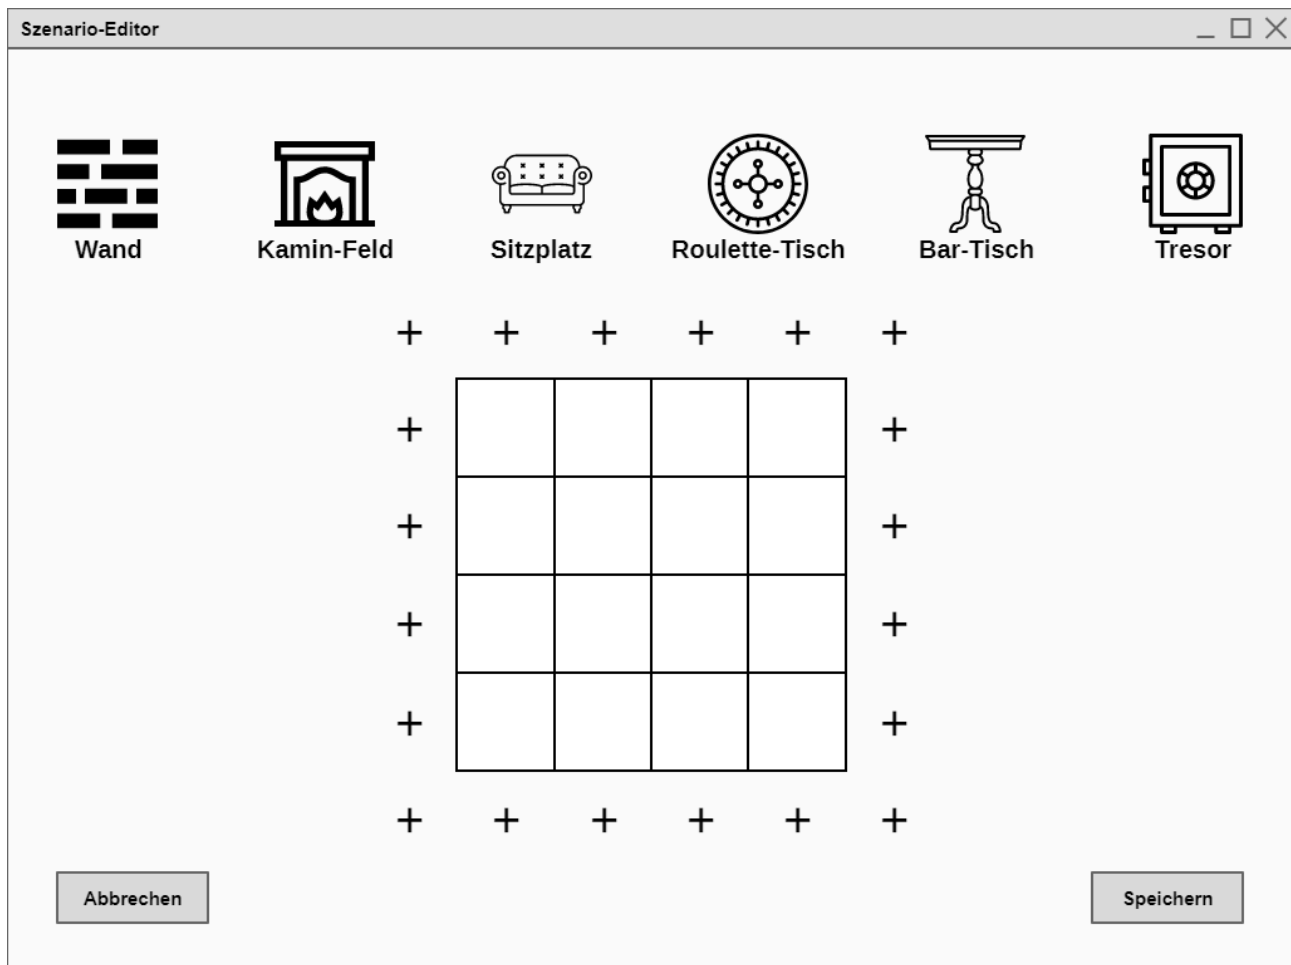 Szenario-Editor
Wand Kamin-Feld Sitzplatz Roulette-Tisch Bar-Tisch Tresor
+ + + + + +
+ +
+ +
+ +
+ +
+ + + + + +
Abbrechen Speichern